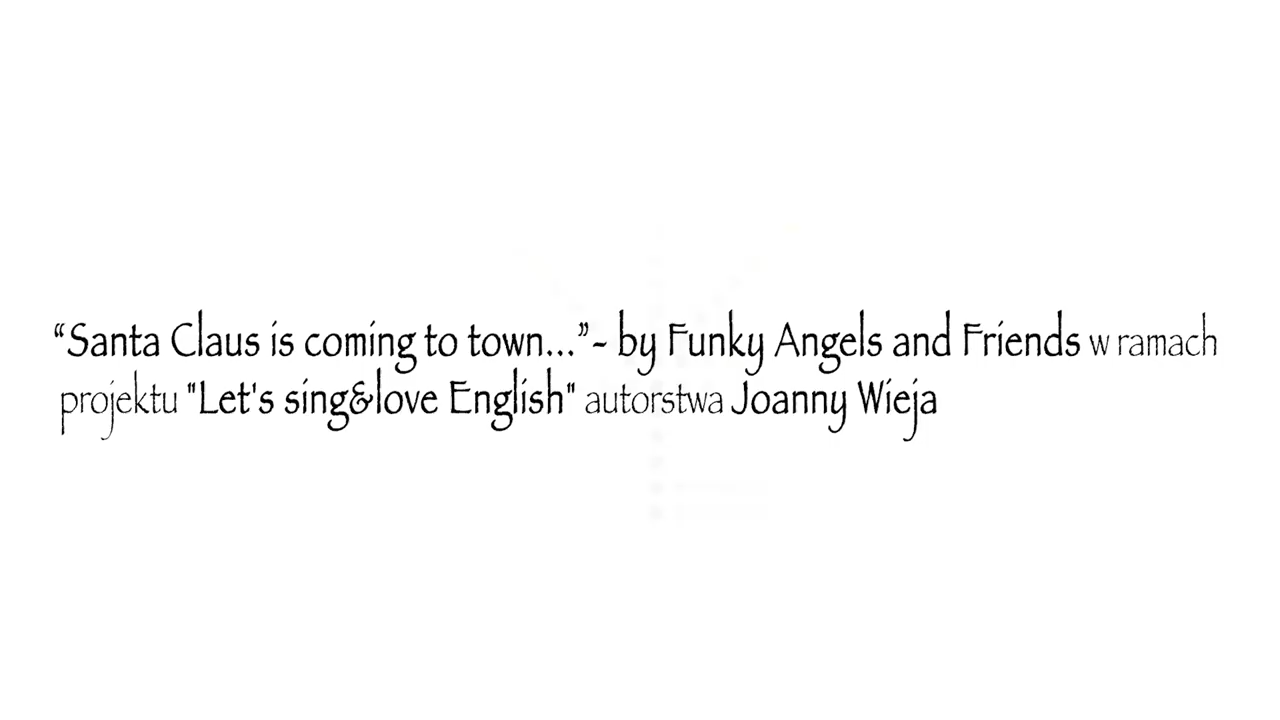 “Santa Claus is coming to town...”- by Funky Angels and Friends w ramach
projektu "Let's sing&love English" autorstwa Joanny Wieja